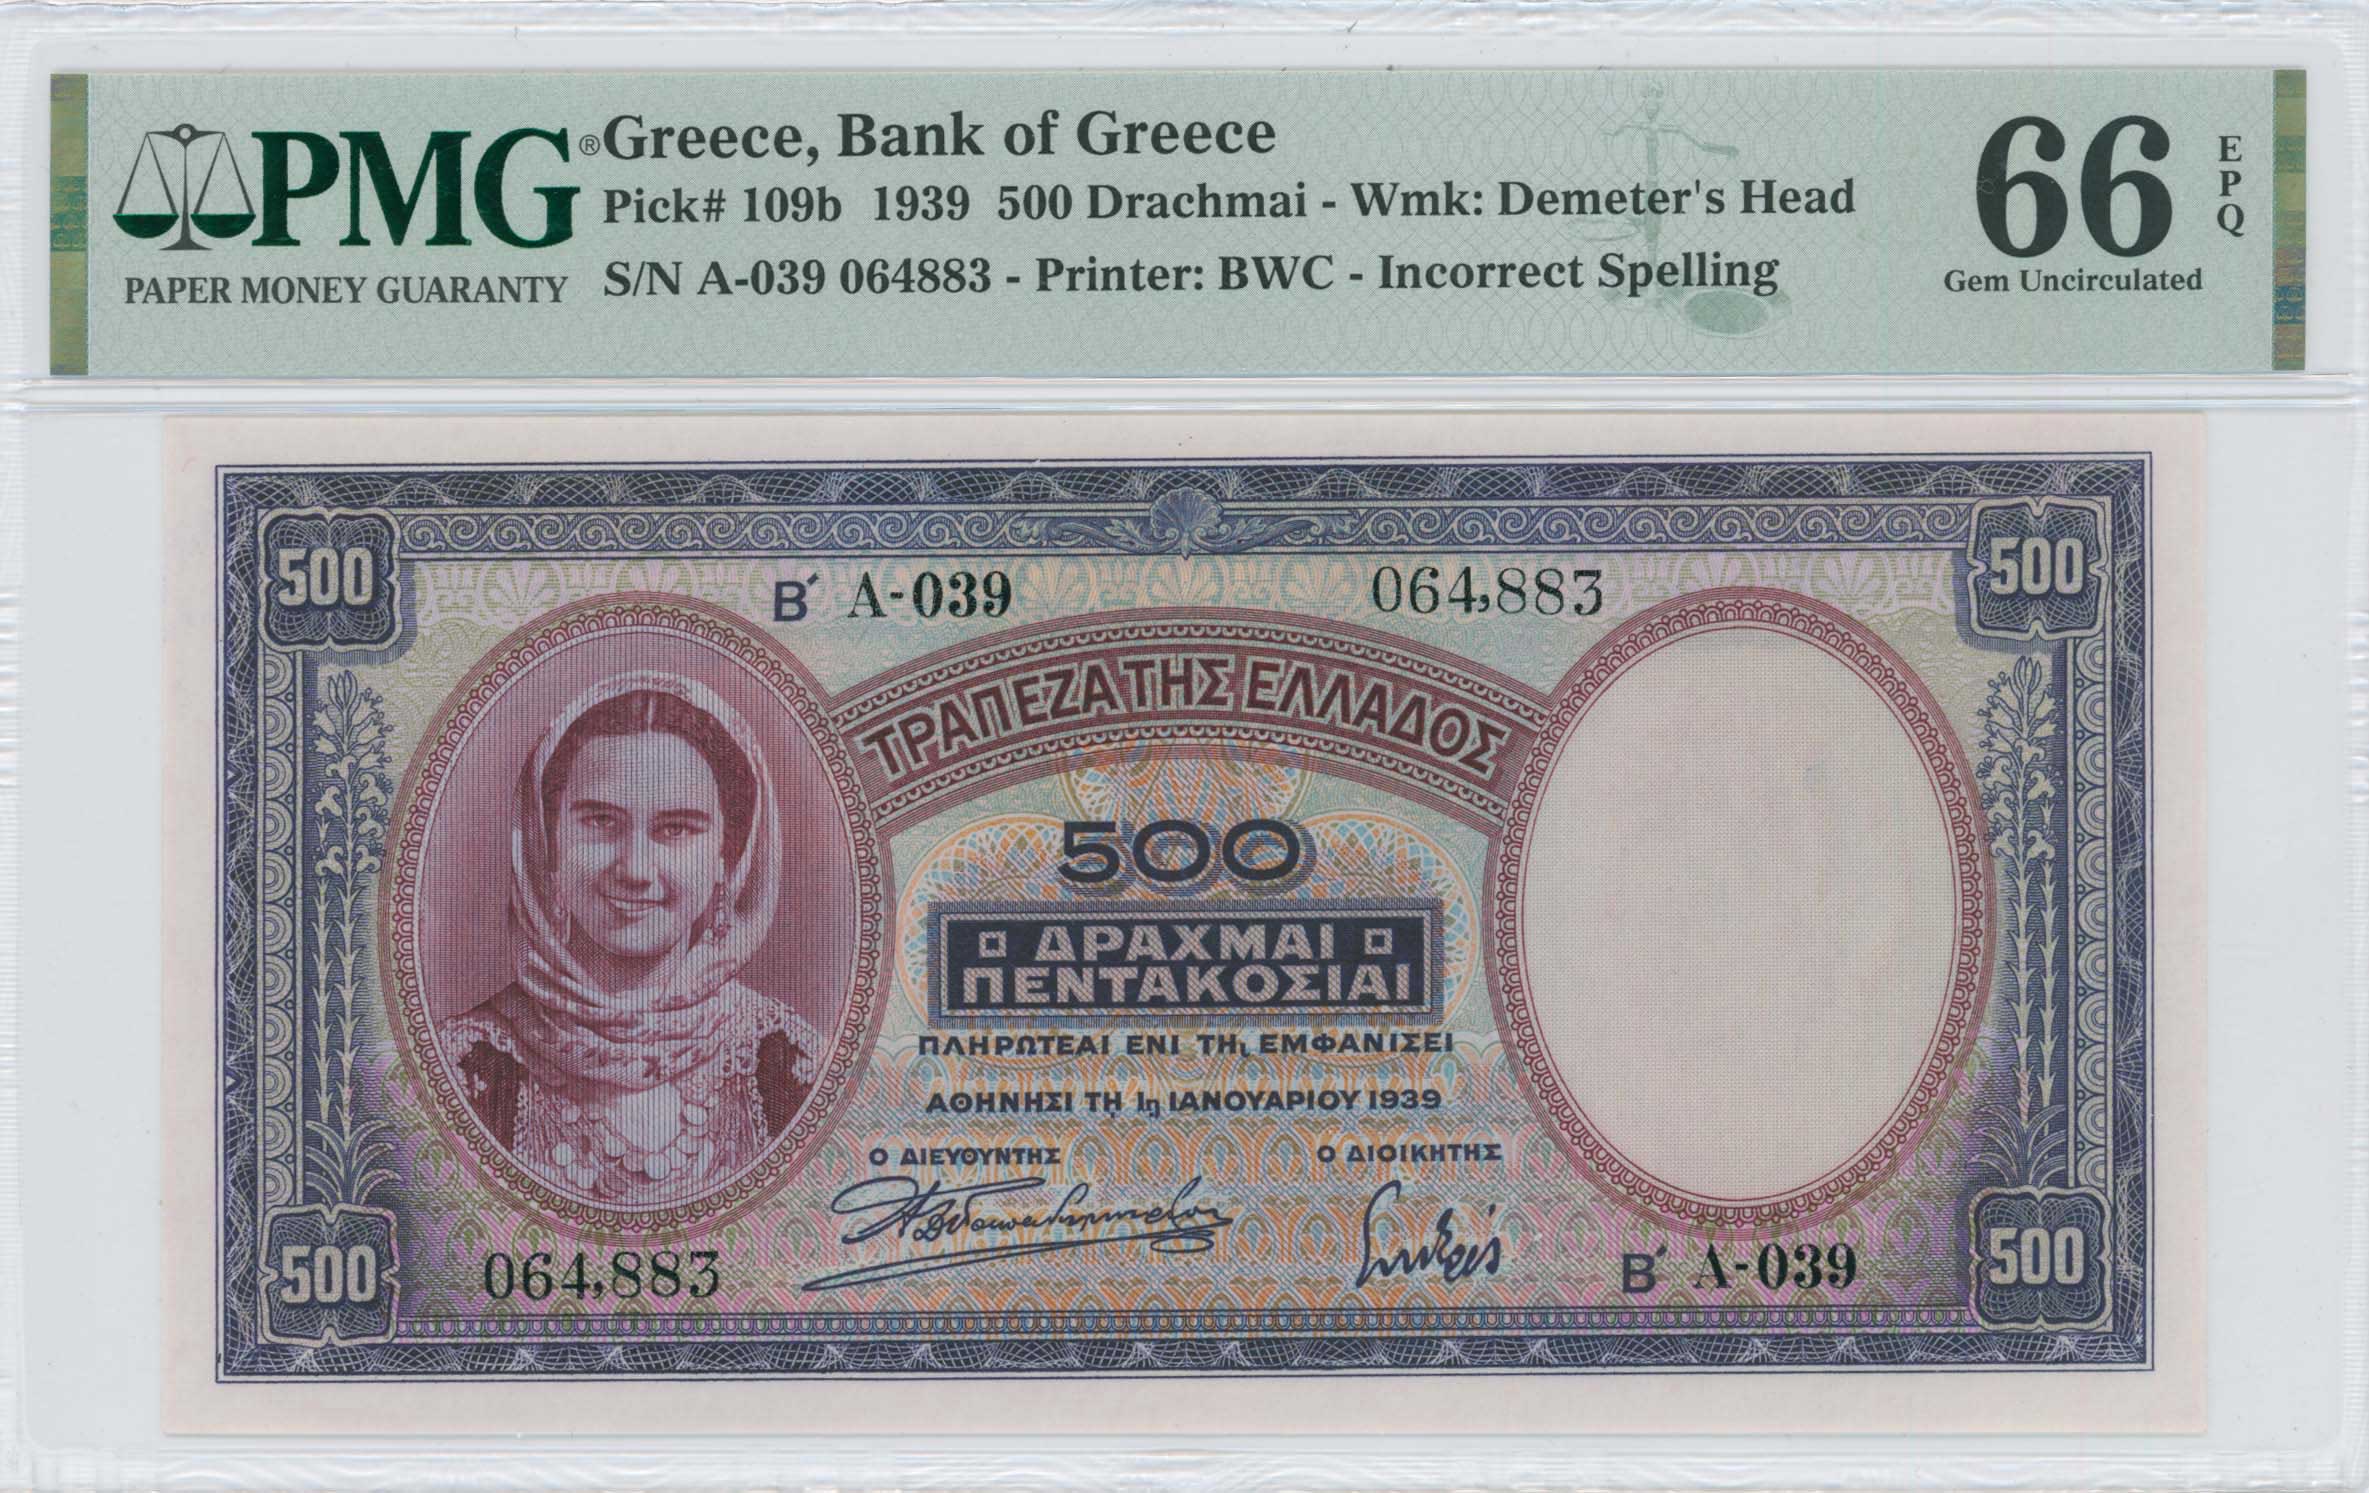 PMG®
PAPER MONEY GUARANTY
Greece, Bank of Greece
Pick# 109b 1939 500 Drachmai - Wmk: Demeter's Head
S/N A-039 064883 - Printer: BWC - Incorrect Spelling
66
EPQ
Gem Uncirculated
500
500
Β΄ Α-039 064,883
ΤΡΑΠΕΖΑ ΤΗΣ ΕΛΛΑΔΟΣ
500
ΔΡΑΧΜΑΙ
ΠΕΝΤΑΚΟΣΙΑΙ
ΠΛΗΡΩΤΕΑΙ ΕΝΙ ΤΗι ΕΜΦΑΝΙΣΕΙ
ΑΘΗΝΗΣΙ ΤΗι 1η ΙΑΝΟΥΑΡΙΟΥ 1939
Ο ΔΙΕΥΘΥΝΤΗΣ Ο ΔΙΟΙΚΗΤΗΣ
064,883 Β΄ Α-039
500
500